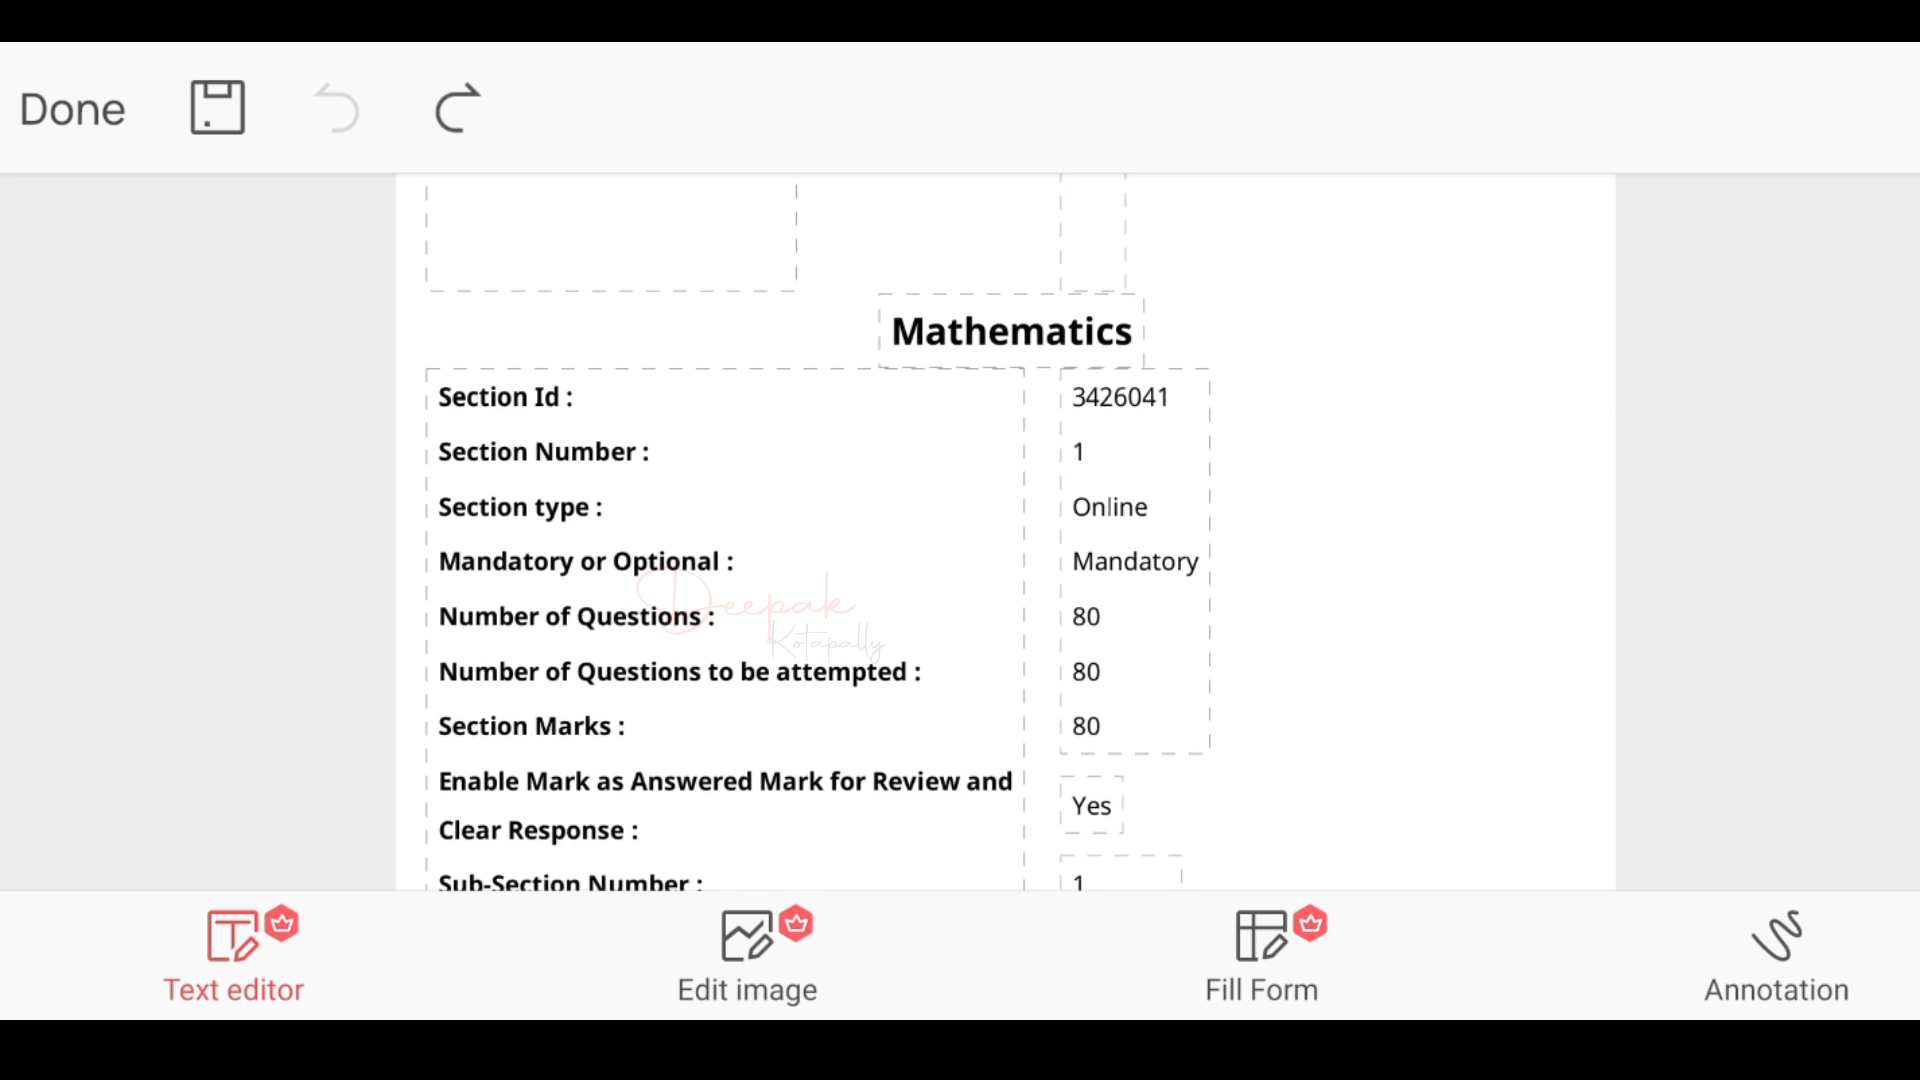 Done
Mathematics
Section Id : 3426041
Section Number : 1
Section type : Online
Mandatory or Optional : Mandatory
Number of Questions : 80
Number of Questions to be attempted : 80
Section Marks : 80
Enable Mark as Answered Mark for Review and
Clear Response : Yes
Sub-Section Number : 1
Deepak
Kotapally
Text editor
Edit image
Fill Form
Annotation